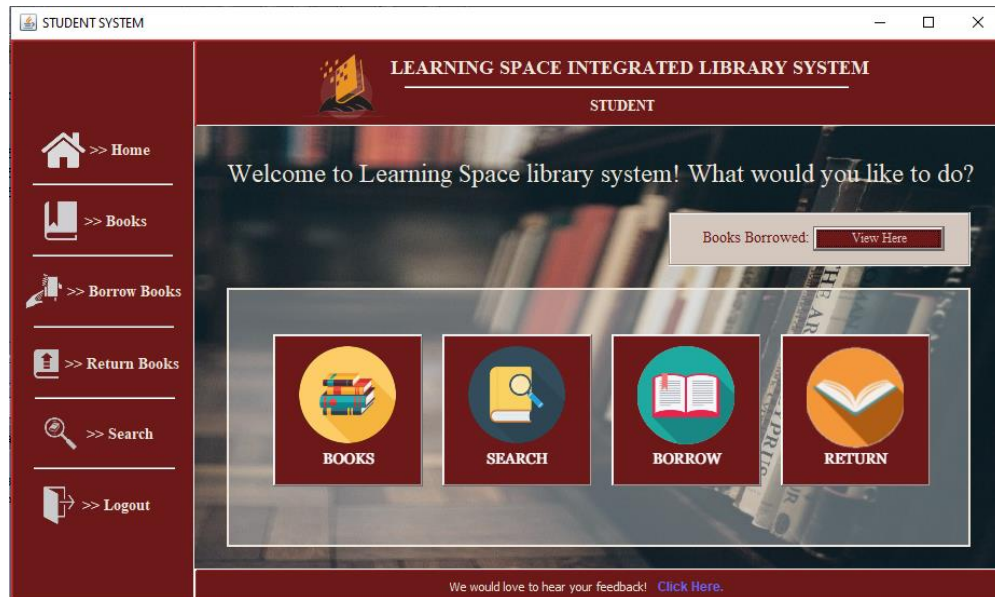 STUDENT SYSTEM
LEARNING SPACE INTEGRATED LIBRARY SYSTEM
STUDENT
>> Home
>> Books
>> Borrow Books
>> Return Books
>> Search
>> Logout
Welcome to Learning Space library system! What would you like to do?
Books Borrowed: View Here
BOOKS
SEARCH
BORROW
RETURN
We would love to hear your feedback! Click Here.